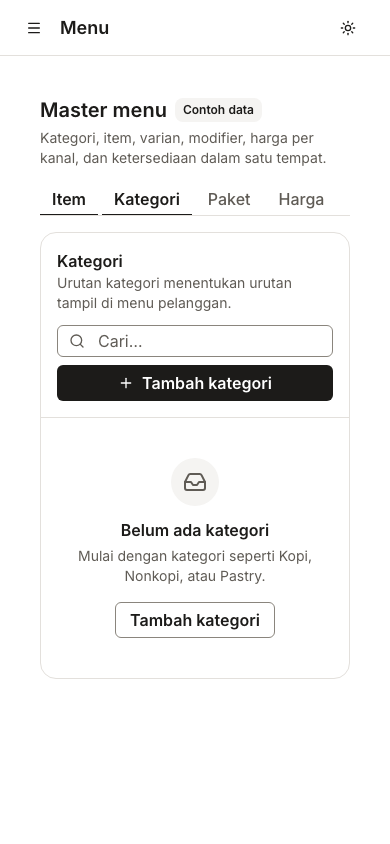 Menu
Master menu Contoh data
Kategori, item, varian, modifier, harga per
kanal, dan ketersediaan dalam satu tempat.
Item Kategori Paket Harga
Kategori
Urutan kategori menentukan urutan
tampil di menu pelanggan.
Cari...
Tambah kategori
Belum ada kategori
Mulai dengan kategori seperti Kopi,
Nonkopi, atau Pastry.
Tambah kategori